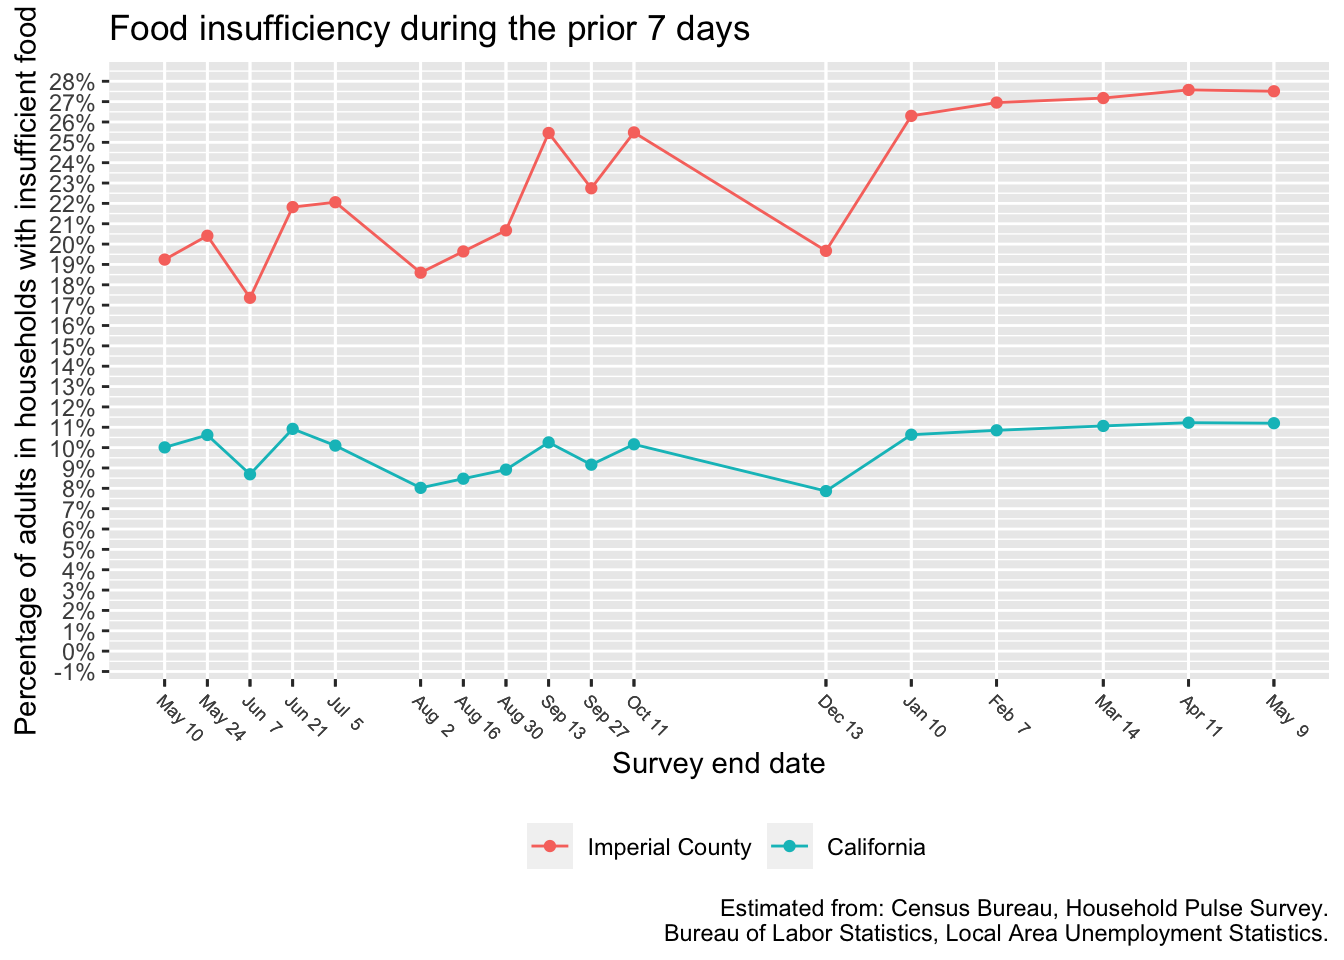 Food insufficiency during the prior 7 days
Percentage of adults in households with insufficient food
28%
27%
26%
25%
24%
23%
22%
21%
20%
19%
18%
17%
16%
15%
14%
13%
12%
11%
10%
9%
8%
7%
6%
5%
4%
3%
2%
1%
0%
-1%
May 10
May 24
Jun 7
Jun 21
Jul 5
Aug 2
Aug 16
Aug 30
Sep 13
Sep 27
Oct 11
Dec 13
Jan 10
Feb 7
Mar 14
Apr 11
May 9
Survey end date
Imperial County
California
Estimated from: Census Bureau, Household Pulse Survey.
Bureau of Labor Statistics, Local Area Unemployment Statistics.